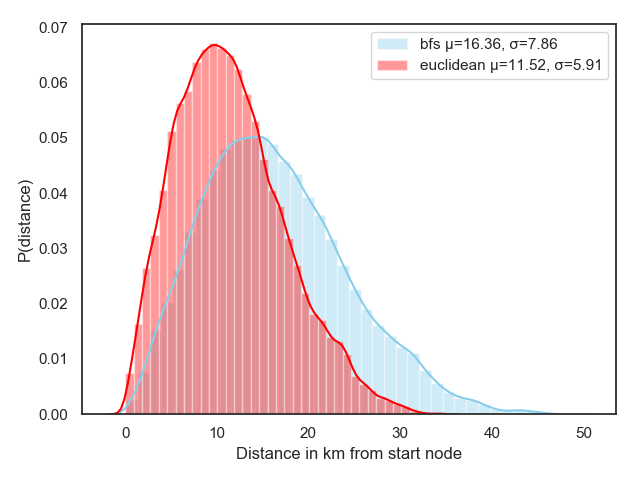 0.07
0.06
0.05
0.04
0.03
0.02
0.01
0.00
P(distance)
bfs μ=16.36, σ=7.86
euclidean μ=11.52, σ=5.91
0 10 20 30 40 50
Distance in km from start node